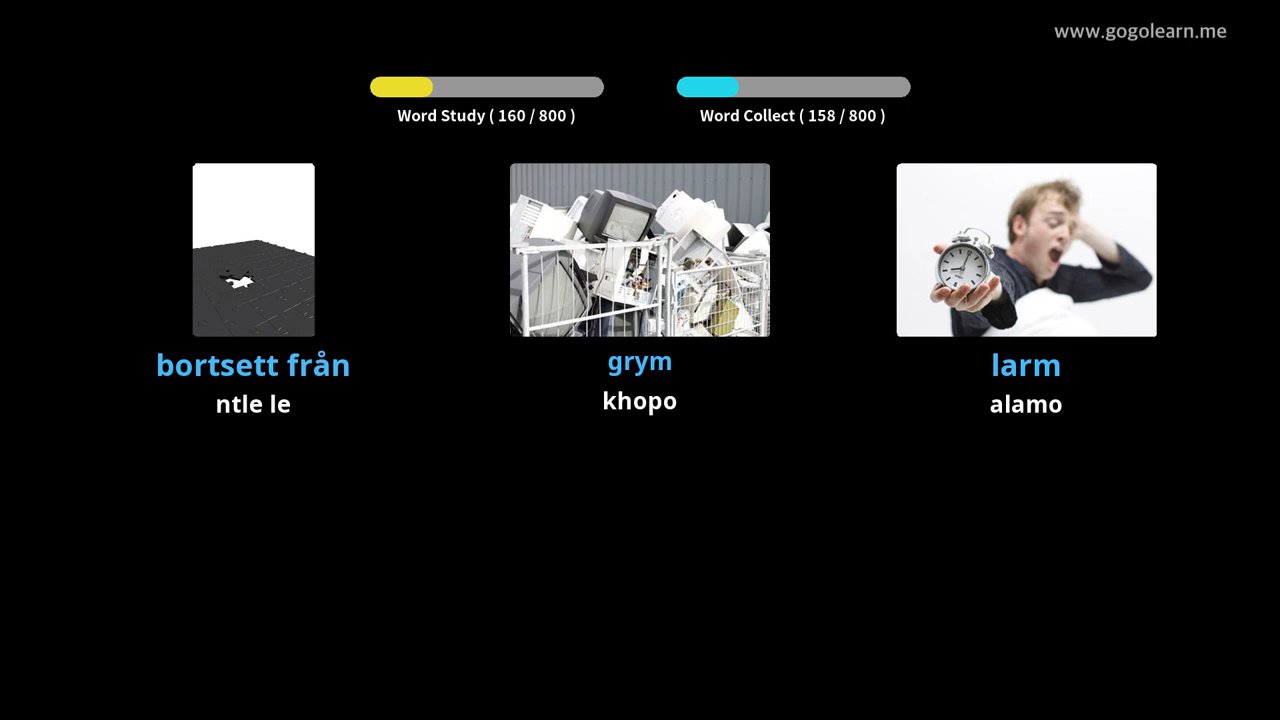 www.gogolearn.me
Word Study ( 160 / 800 )
Word Collect ( 158 / 800 )
bortsett från
ntle le
grym
khopo
larm
alamo